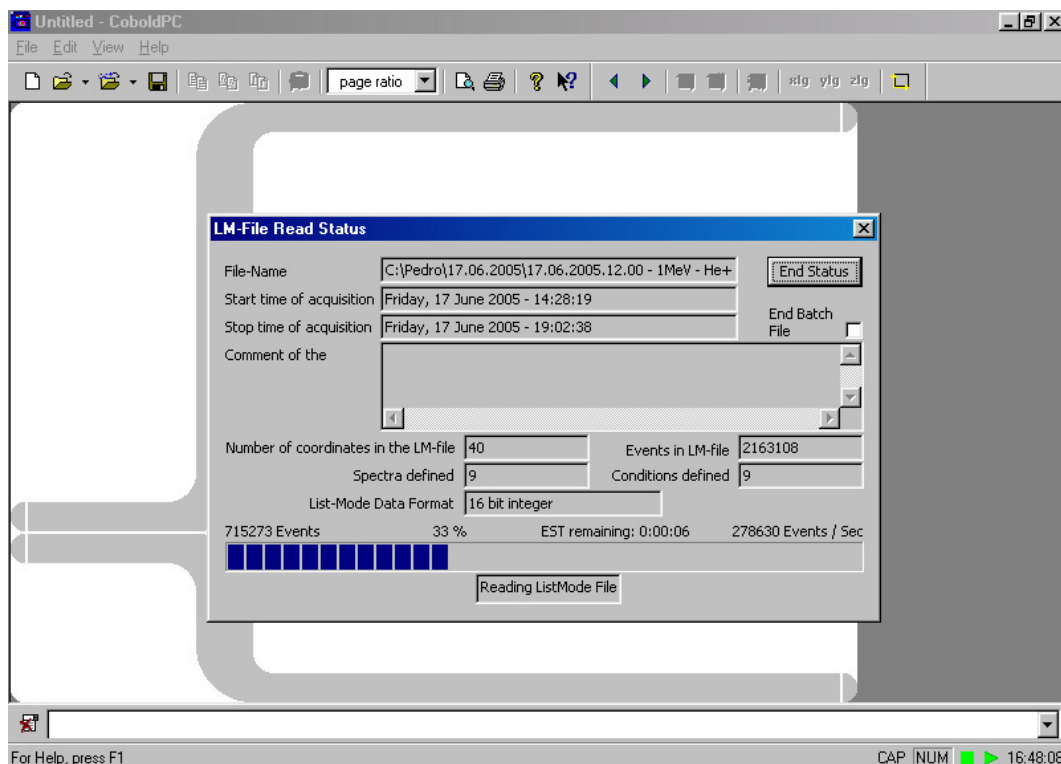 Untitled - CoboldPC
File Edit View Help
page ratio xlg ylg zlg
LM-File Read Status
File-Name C:\Pedro\17.06.2005\17.06.2005.12.00 - 1MeV - He+ End Status
Start time of acquisition Friday, 17 June 2005 - 14:28:19
Stop time of acquisition Friday, 17 June 2005 - 19:02:38 End Batch File
Comment of the
Number of coordinates in the LM-file 40 Events in LM-file 2163108
Spectra defined 9 Conditions defined 9
List-Mode Data Format 16 bit integer
715273 Events 33 % EST remaining: 0:00:06 278630 Events / Sec
Reading ListMode File
For Help, press F1 CAP NUM 16:48:08